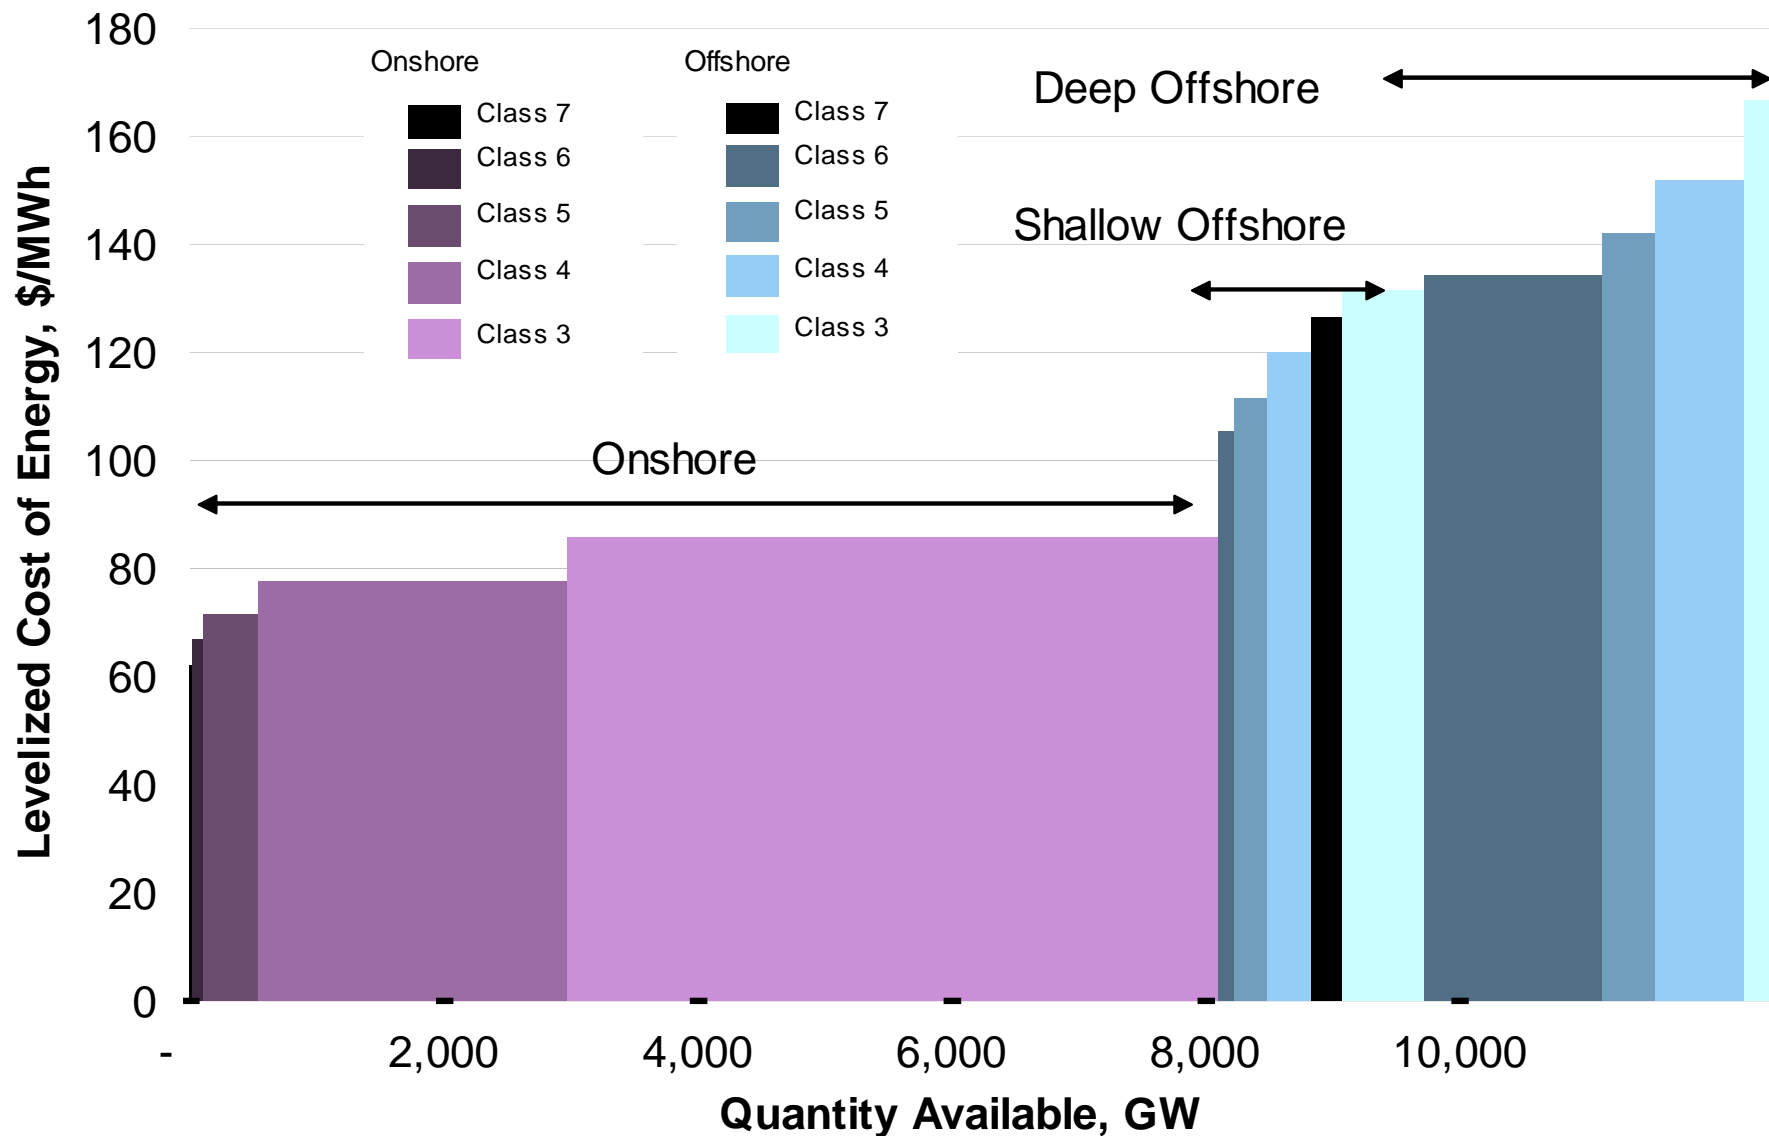 180
160
140
120
100
80
60
40
20
0
Levelized Cost of Energy, $/MWh
Onshore
Class 7
Class 6
Class 5
Class 4
Class 3
Offshore
Class 7
Class 6
Class 5
Class 4
Class 3
Deep Offshore
Shallow Offshore
Onshore
-
2,000
4,000
6,000
8,000
10,000
Quantity Available, GW